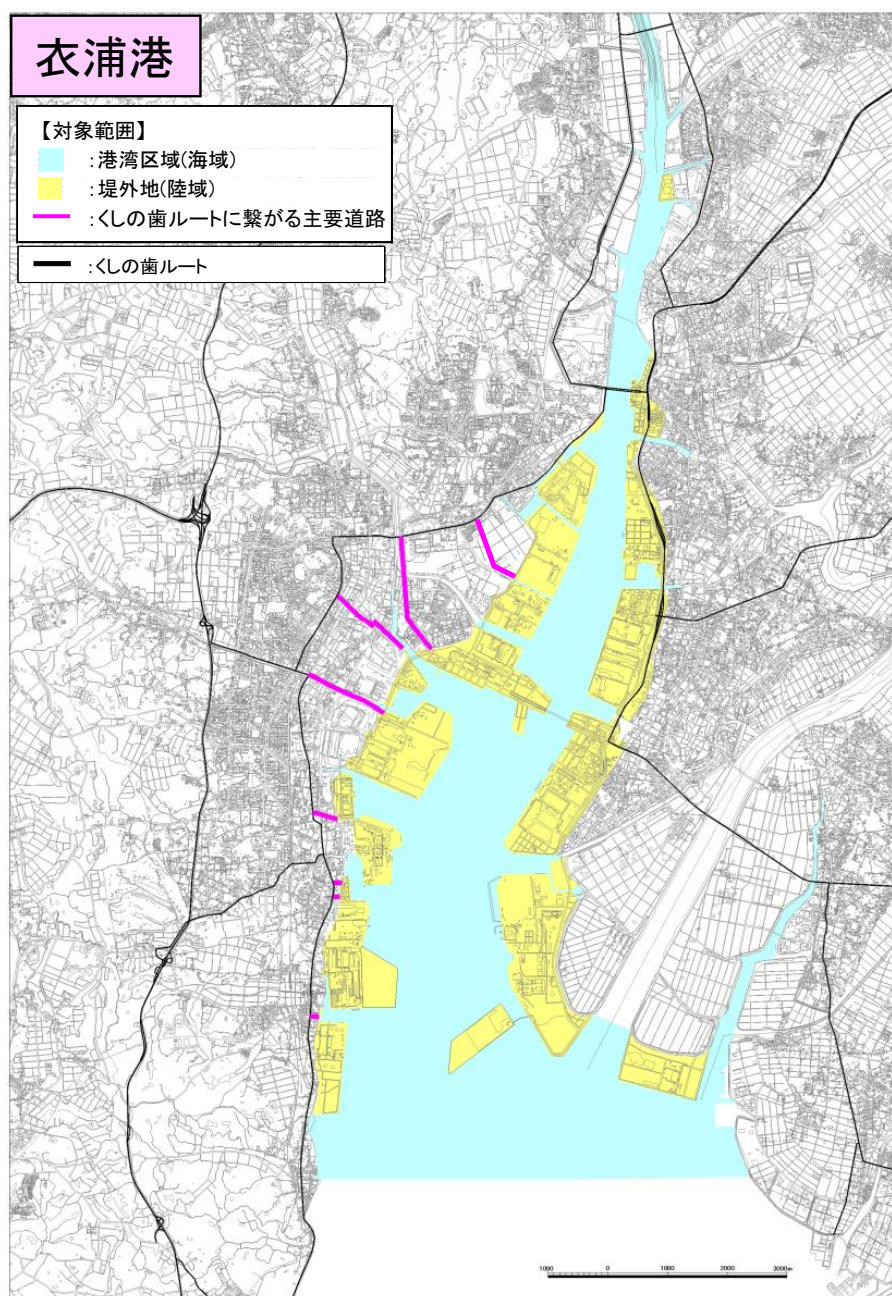 衣浦港
【対象範囲】
:港湾区域(海域)
:堤外地(陸域)
:くしの歯ルートに繋がる主要道路
:くしの歯ルート
1000 0 1000 2000 3000m